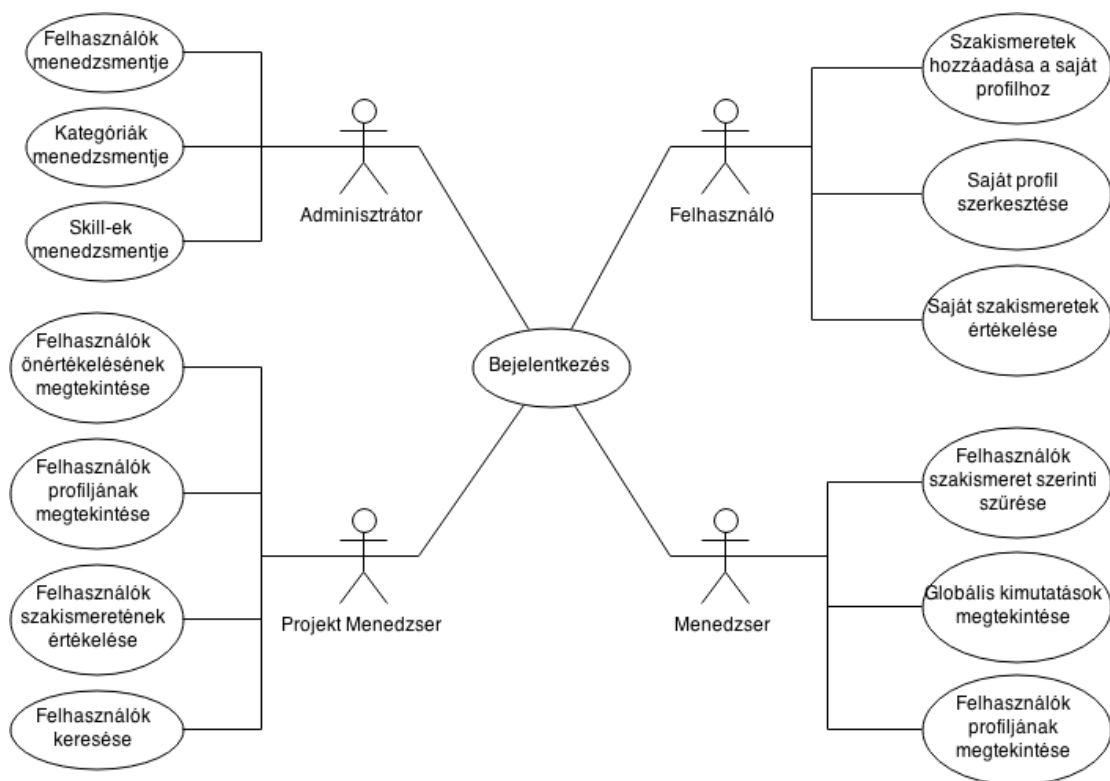 Felhasználók
menedzsmentje
Kategóriák
menedzsmentje
Skill-ek
menedzsmentje
Adminisztrátor
Felhasználó
Szakismeretek
hozzáadása a saját
profilhoz
Saját profil
szerkesztése
Saját szakismeretek
értékelése
Bejelentkezés
Felhasználók
önértékelésének
megtekintése
Felhasználók
profiljának
megtekintése
Felhasználók
szakismeretének
értékelése
Felhasználók
keresése
Projekt Menedzser
Menedzser
Felhasználók
szakismeret szerinti
szűrése
Globális kimutatások
megtekintése
Felhasználók
profiljának
megtekintése